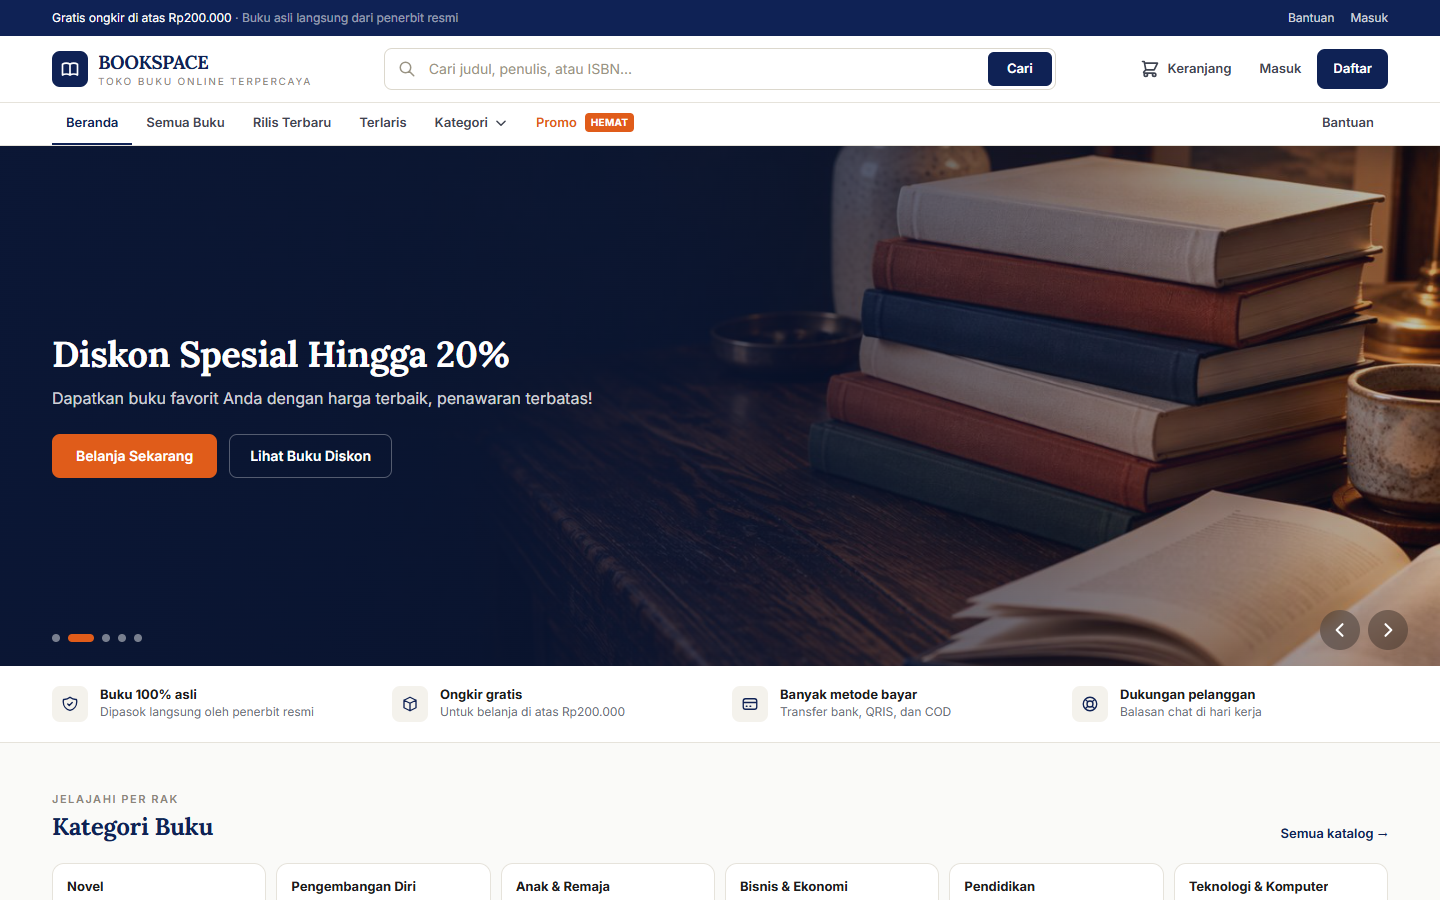 Gratis ongkir di atas Rp200.000 · Buku asli langsung dari penerbit resmi
Bantuan Masuk
BOOKSPACE
TOKO BUKU ONLINE TERPERCAYA
Cari judul, penulis, atau ISBN...
Cari
Keranjang
Masuk
Daftar
Beranda
Semua Buku
Rilis Terbaru
Terlaris
Kategori
Promo HEMAT
Bantuan
Diskon Spesial Hingga 20%
Dapatkan buku favorit Anda dengan harga terbaik, penawaran terbatas!
Belanja Sekarang
Lihat Buku Diskon
Buku 100% asli
Dipasok langsung oleh penerbit resmi
Ongkir gratis
Untuk belanja di atas Rp200.000
Banyak metode bayar
Transfer bank, QRIS, dan COD
Dukungan pelanggan
Balasan chat di hari kerja
JELAJAHI PER RAK
Kategori Buku
Semua katalog →
Novel
Pengembangan Diri
Anak & Remaja
Bisnis & Ekonomi
Pendidikan
Teknologi & Komputer